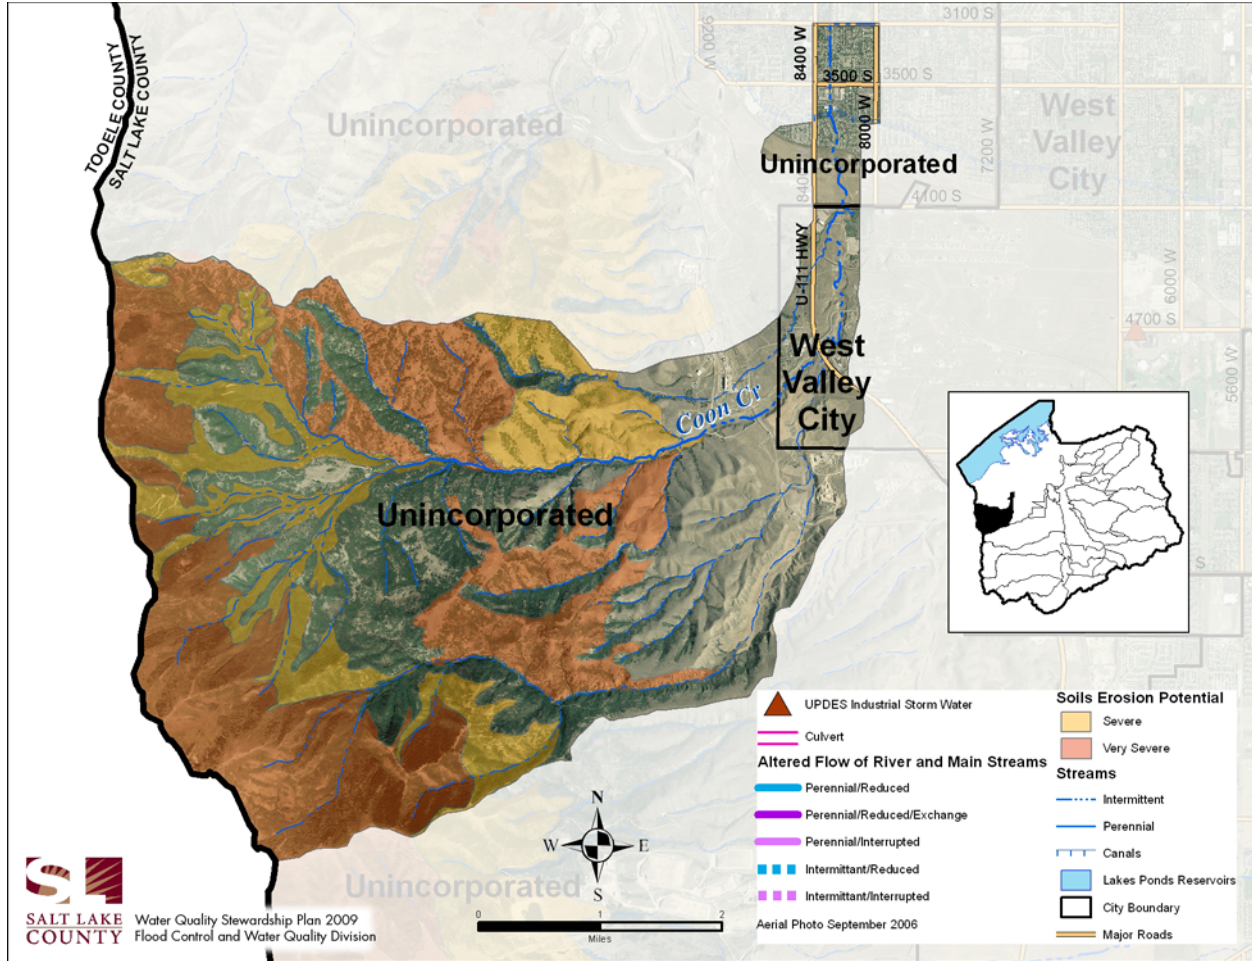 3100 S
9200 W
8400 W
3500 S
3500 S
8000 W
7200 W
West
Valley
City
TOOELE COUNTY
SALT LAKE COUNTY
Unincorporated
Unincorporated
4100 S
U-111 HWY
6000 W
4700 S
5600 W
West
Valley
City
Coon Cr
Unincorporated
S
Unincorporated
UPDES Industrial Storm Water
Culvert
Altered Flow of River and Main Streams
Perennial/Reduced
Perennial/Reduced/Exchange
Perennial/Interrupted
Intermittant/Reduced
Intermittant/Interrupted
Aerial Photo September 2006
Soils Erosion Potential
Severe
Very Severe
Streams
Intermittent
Perennial
Canals
Lakes Ponds Reservoirs
City Boundary
Major Roads
N
W E
S
0 1 2
Miles
SL
SALT LAKE
COUNTY
Water Quality Stewardship Plan 2009
Flood Control and Water Quality Division